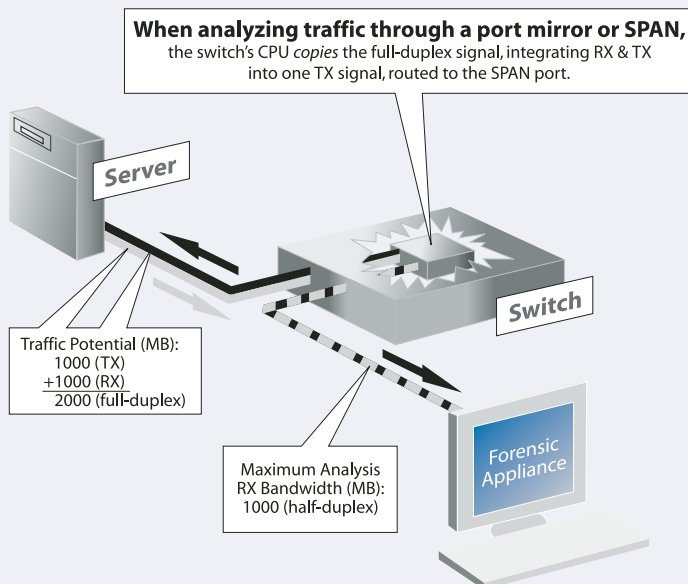 When analyzing traffic through a port mirror or SPAN,
the switch's CPU copies the full-duplex signal, integrating RX & TX
into one TX signal, routed to the SPAN port.
Server
Switch
Traffic Potential (MB):
1000 (TX)
+1000 (RX)
2000 (full-duplex)
Maximum Analysis
RX Bandwidth (MB):
1000 (half-duplex)
Forensic
Appliance